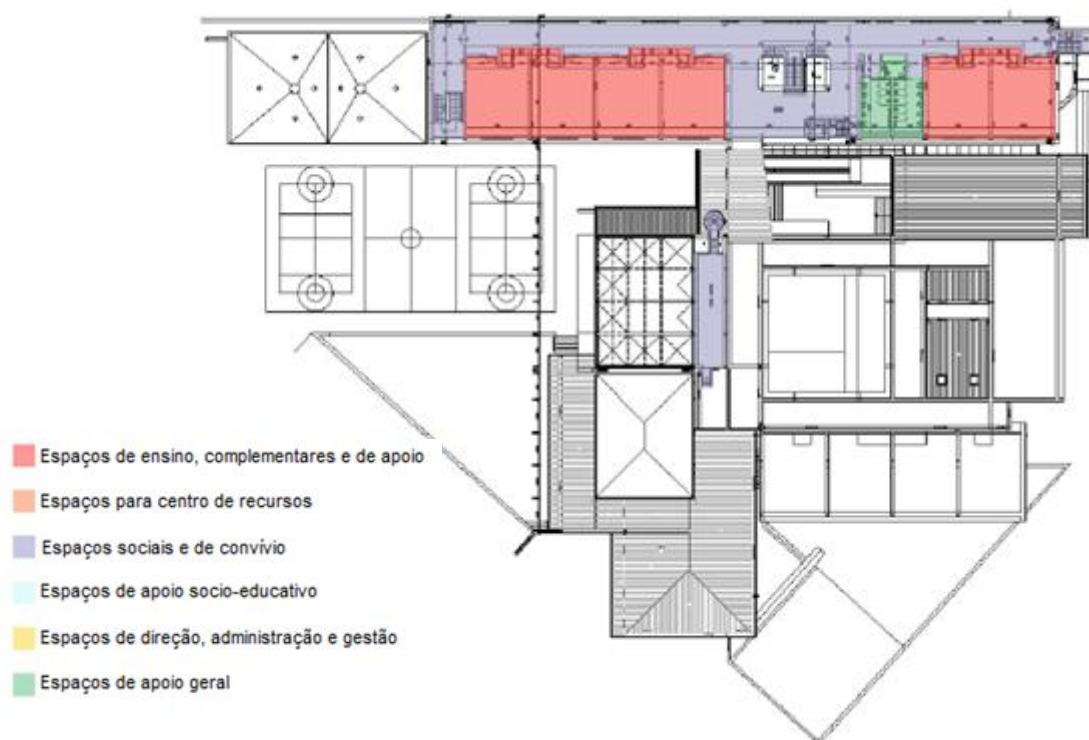 Espaços de ensino, complementares e de apoio
Espaços para centro de recursos
Espaços sociais e de convívio
Espaços de apoio socio-educativo
Espaços de direção, administração e gestão
Espaços de apoio geral